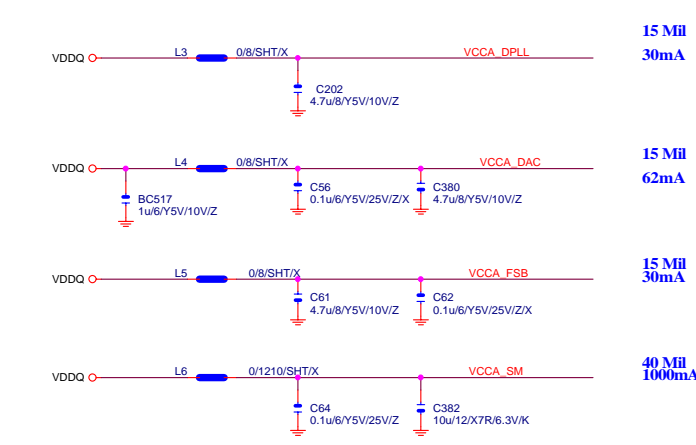 15 Mil
VDDQ L3 0/8/SHT/X VCCA_DPLL 30mA
C202
4.7u/8/Y5V/10V/Z
15 Mil
VDDQ L4 0/8/SHT/X VCCA_DAC
62mA
C56 C380
0.1u/6/Y5V/25V/Z/X 4.7u/8/Y5V/10V/Z
BC517
1u/6/Y5V/10V/Z
15 Mil
VDDQ L5 0/8/SHT/X VCCA_FSB 30mA
C61 C62
4.7u/8/Y5V/10V/Z 0.1u/6/Y5V/25V/Z/X
40 Mil
VDDQ L6 0/1210/SHT/X VCCA_SM 1000mA
C64 C382
0.1u/6/Y5V/25V/Z 10u/12/X7R/6.3V/K